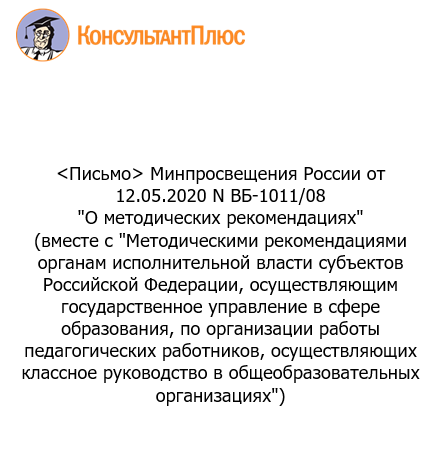 КонсультантПлюс
<Письмо> Минпросвещения России от
12.05.2020 N ВБ-1011/08
"О методических рекомендациях"
(вместе с "Методическими рекомендациями
органам исполнительной власти субъектов
Российской Федерации, осуществляющим
государственное управление в сфере
образования, по организации работы
педагогических работников, осуществляющих
классное руководство в общеобразовательных
организациях")